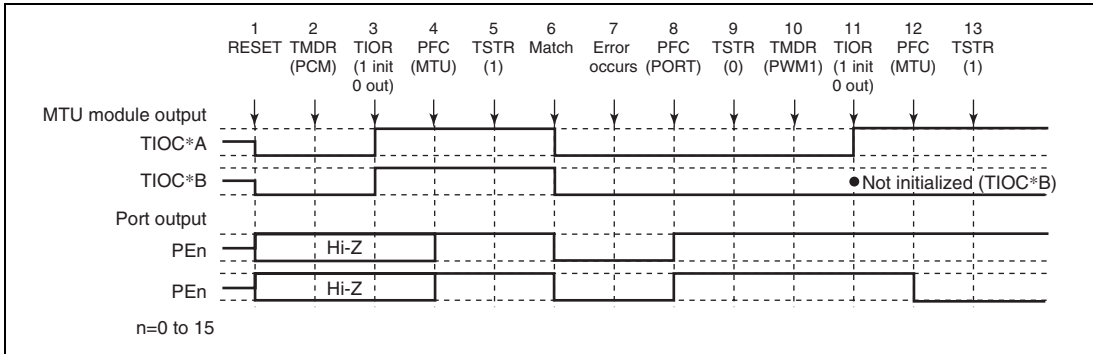 1 2 3 4 5 6 7 8 9 10 11 12 13
RESET TMDR TIOR PFC TSTR Match Error PFC TSTR TMDR TIOR PFC TSTR
(PCM) (1 init (MTU) (1) occurs (PORT) (0) (PWM1) (1 init (MTU) (1)
0 out) 0 out)
MTU module output
TIOC*A
TIOC*B
●Not initialized (TIOC*B)
Port output
PEn Hi-Z
PEn Hi-Z
n=0 to 15